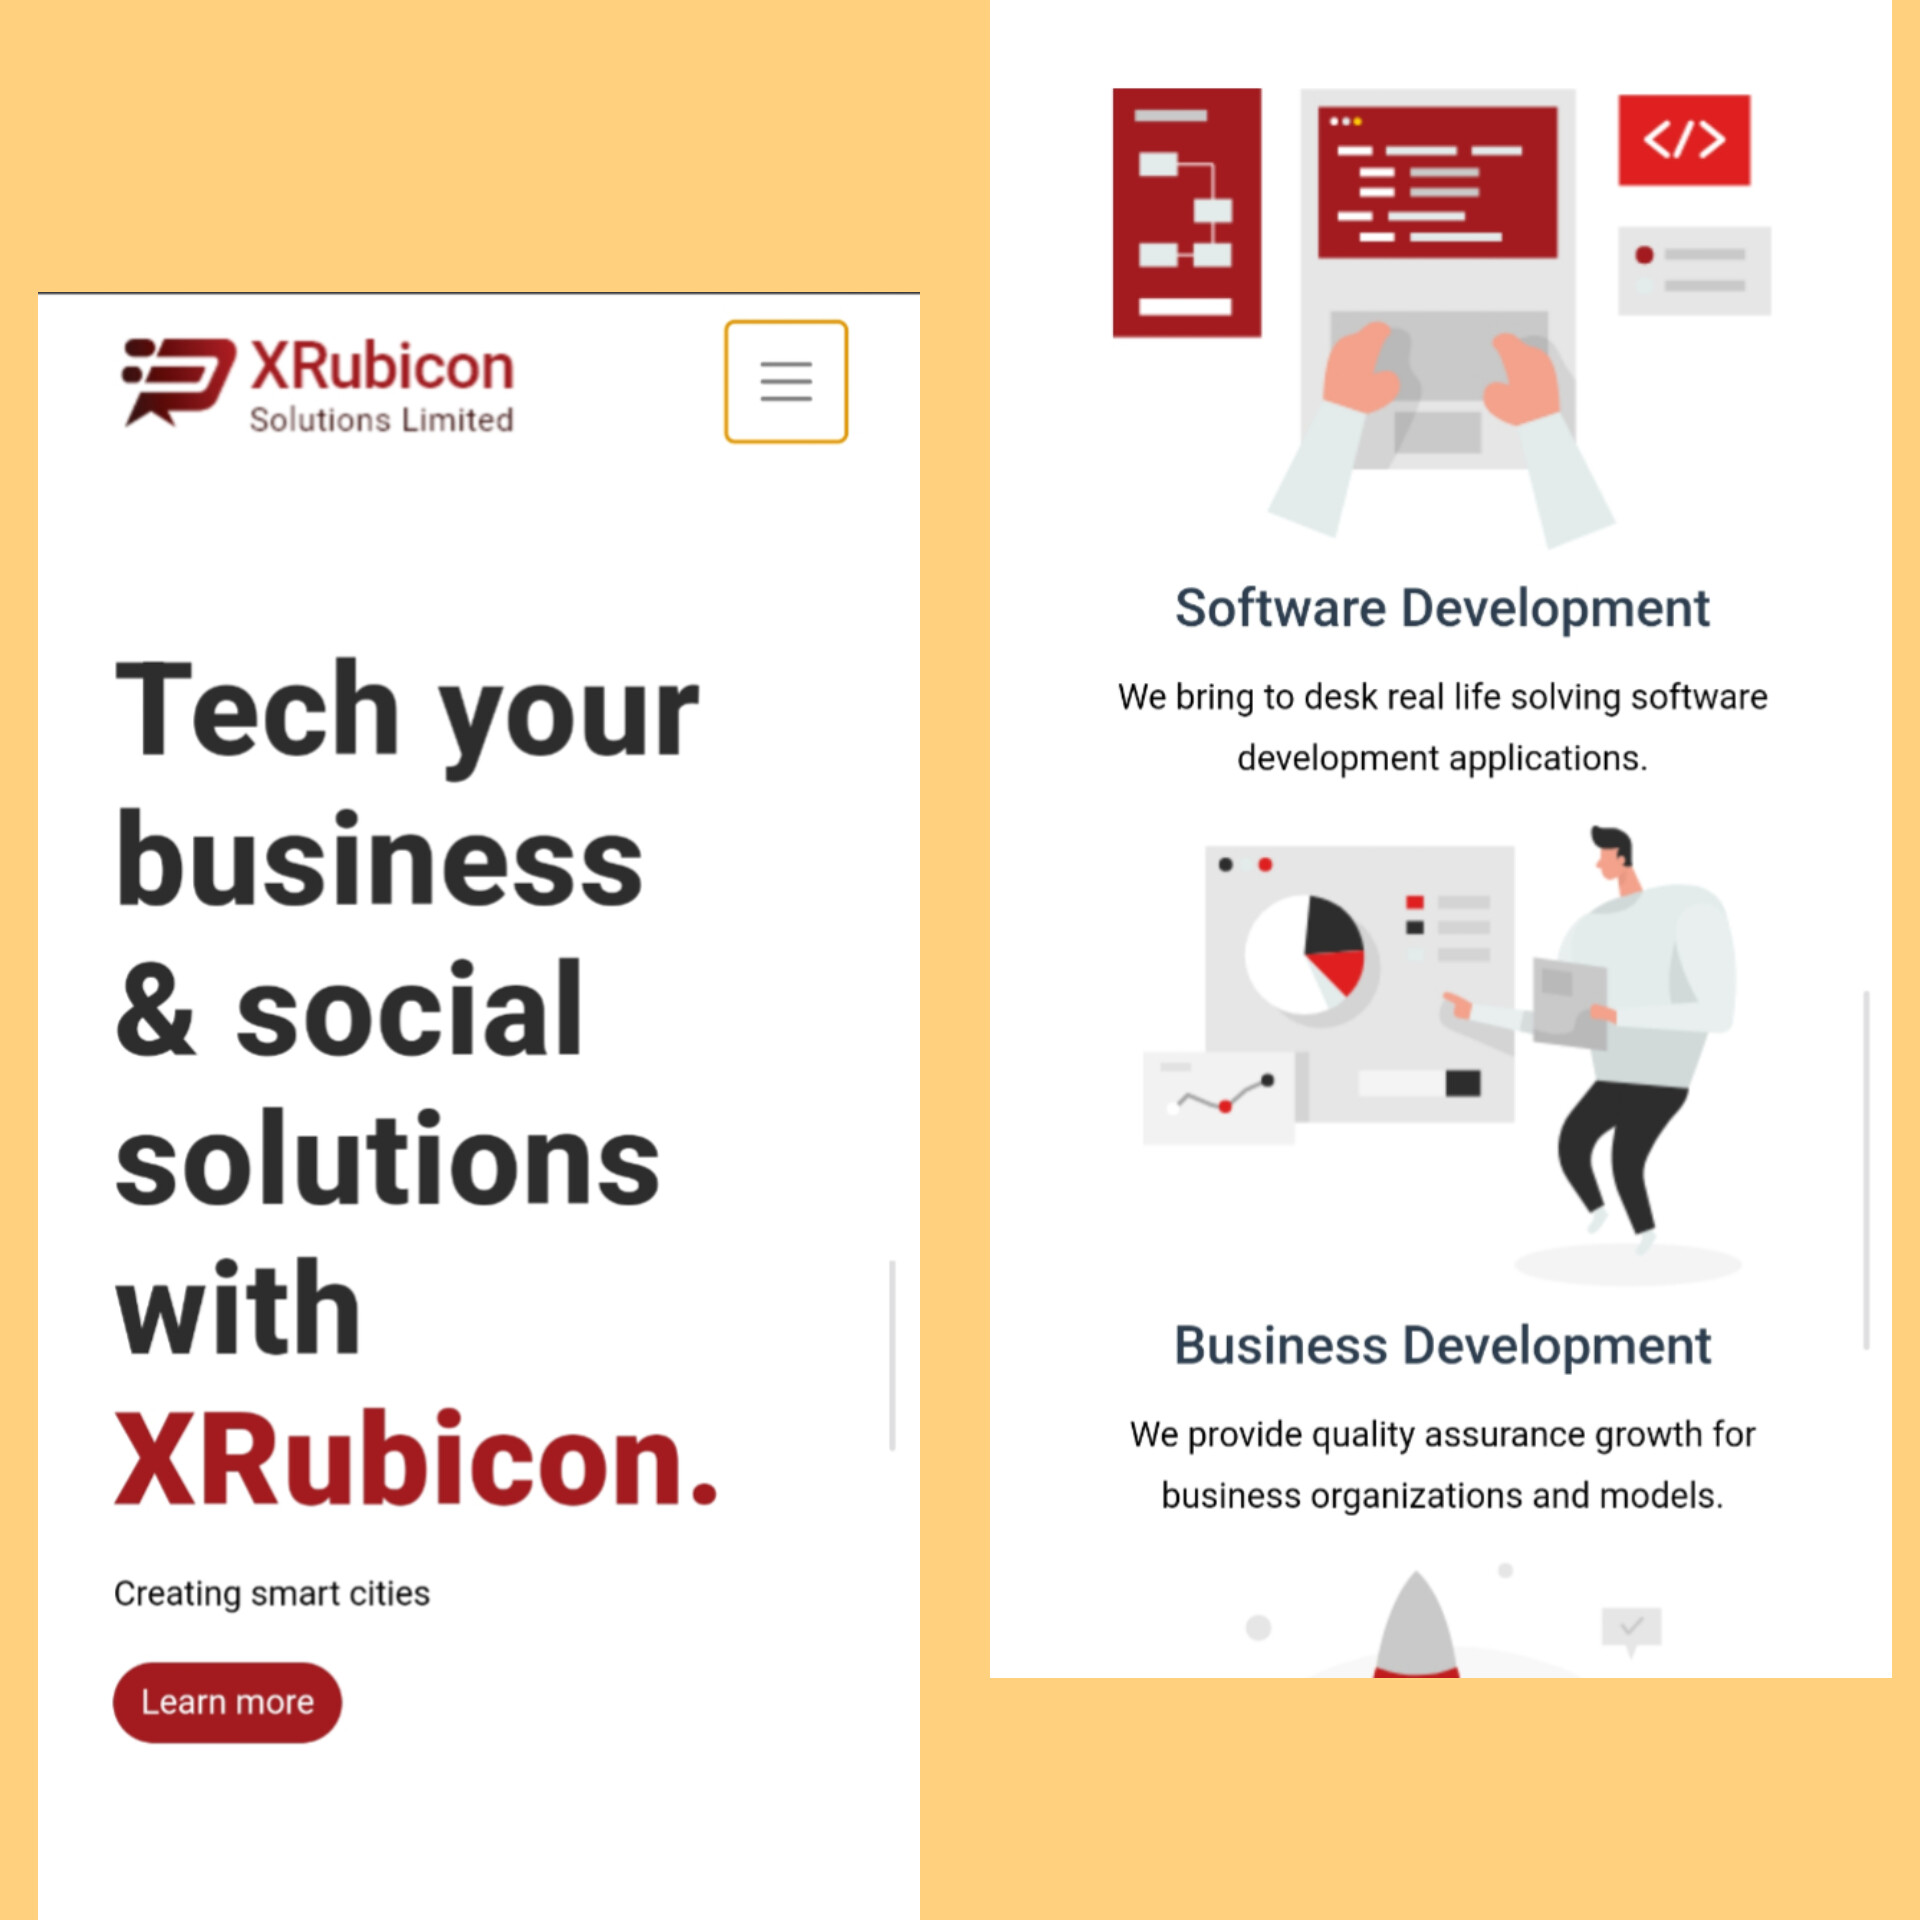 XRubicon
Solutions Limited
Tech your
business
& social
solutions
with
XRubicon.
Creating smart cities
Learn more
</>
Software Development
We bring to desk real life solving software
development applications.
Business Development
We provide quality assurance growth for
business organizations and models.